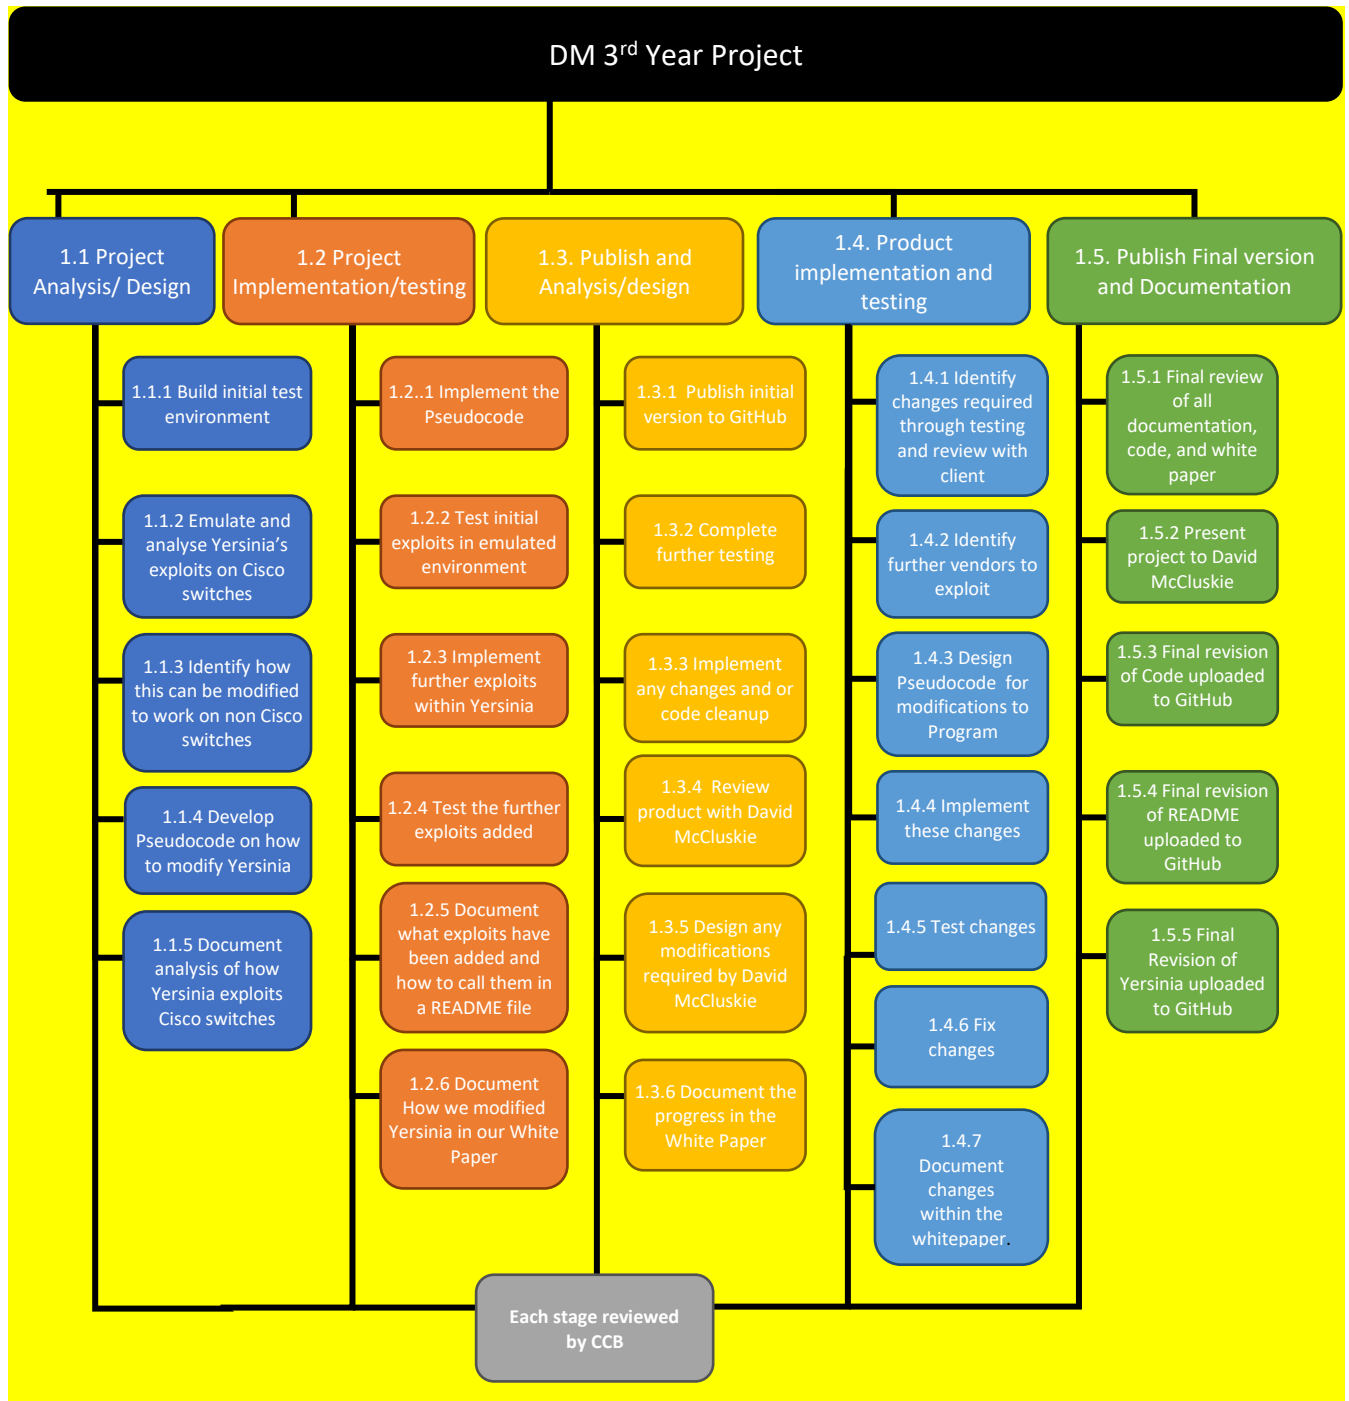 DM 3rd Year Project
1.1 Project
Analysis/ Design
1.2 Project
Implementation/testing
1.3. Publish and
Analysis/design
1.4. Product
implementation and
testing
1.5. Publish Final version
and Documentation
1.1.1 Build initial test
environment
1.1.2 Emulate and
analyse Yersinia’s
exploits on Cisco
switches
1.1.3 Identify how
this can be modified
to work on non Cisco
switches
1.1.4 Develop
Pseudocode on how
to modify Yersinia
1.1.5 Document
analysis of how
Yersinia exploits
Cisco switches
1.2..1 Implement the
Pseudocode
1.2.2 Test initial
exploits in emulated
environment
1.2.3 Implement
further exploits
within Yersinia
1.2.4 Test the further
exploits added
1.2.5 Document
what exploits have
been added and
how to call them in
a README file
1.2.6 Document
How we modified
Yersinia in our White
Paper
1.3.1 Publish initial
version to GitHub
1.3.2 Complete
further testing
1.3.3 Implement
any changes and or
code cleanup
1.3.4 Review
product with David
McCluskie
1.3.5 Design any
modifications
required by David
McCluskie
1.3.6 Document the
progress in the
White Paper
1.4.1 Identify
changes required
through testing
and review with
client
1.4.2 Identify
further vendors to
exploit
1.4.3 Design
Pseudocode for
modifications to
Program
1.4.4 Implement
these changes
1.4.5 Test changes
1.4.6 Fix
changes
1.4.7
Document
changes
within the
whitepaper.
1.5.1 Final review
of all
documentation,
code, and white
paper
1.5.2 Present
project to David
McCluskie
1.5.3 Final revision
of Code uploaded
to GitHub
1.5.4 Final revision
of README
uploaded to
GitHub
1.5.5 Final
Revision of
Yersinia uploaded
to GitHub
Each stage reviewed
by CCB